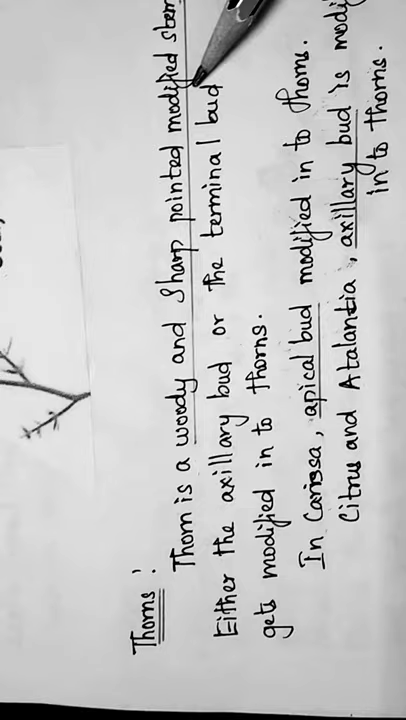 Thorns :
Thorn is a woody and Sharp pointed modified stem
Either the axillary bud or the terminal bud
gets modified in to thorns.
In Carissa, apical bud modified in to thorns.
Citrus and Atalantia, axillary bud is
in to thorns.